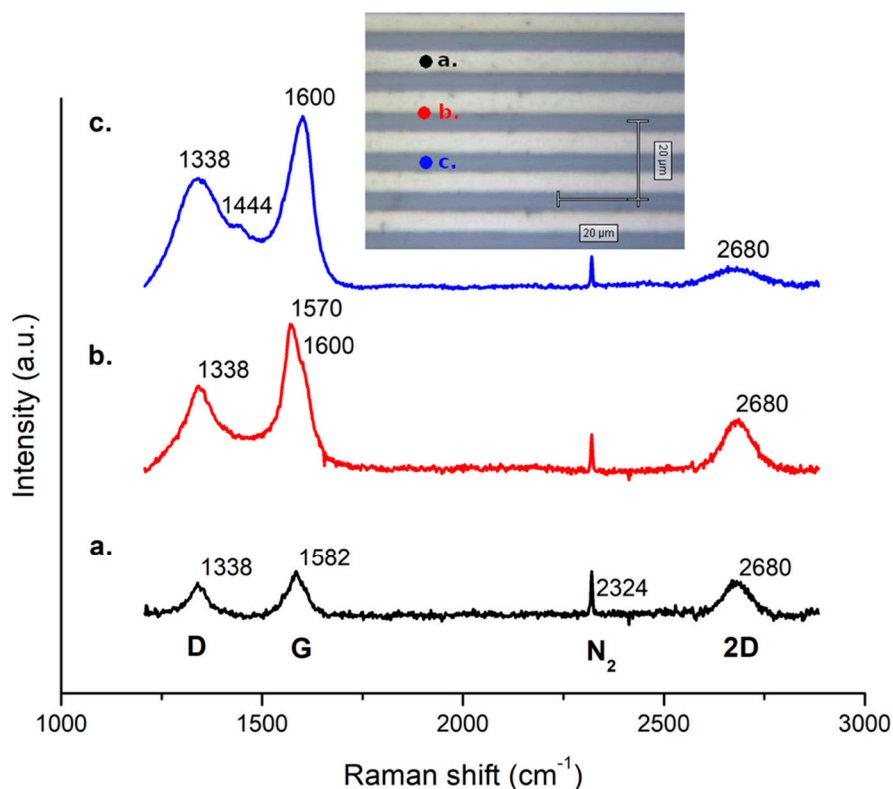 a.
b.
c.
20 µm
20 µm
c.
1338
1444
1600
2680
b.
1338
1570
1600
2680
a.
1338
1582
2324
2680
D
G
N₂
2D
1000
1500
2000
2500
3000
Raman shift (cm⁻¹)
Intensity (a.u.)